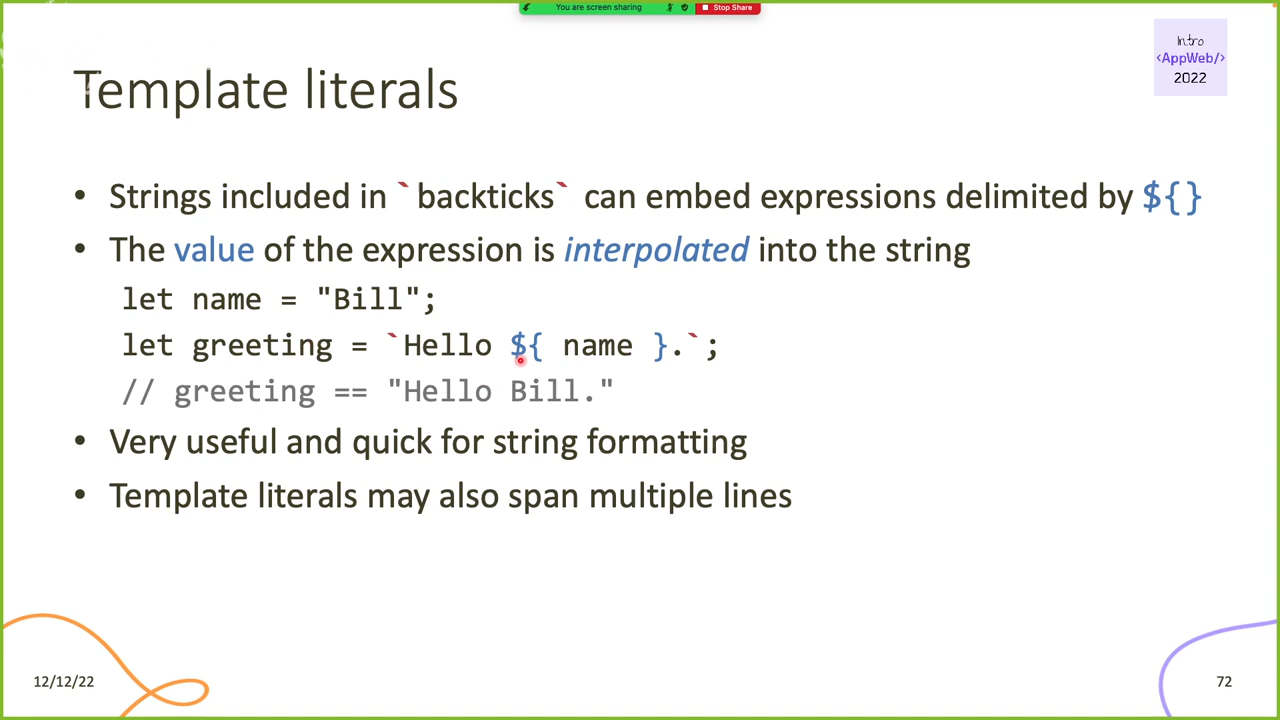 You are screen sharing
Stop Share
Intro
<AppWeb/>
2022
Template literals
• Strings included in `backticks` can embed expressions delimited by ${}
• The value of the expression is interpolated into the string
let name = "Bill";
let greeting = `Hello ${ name }.`;
// greeting == "Hello Bill."
• Very useful and quick for string formatting
• Template literals may also span multiple lines
12/12/22
72